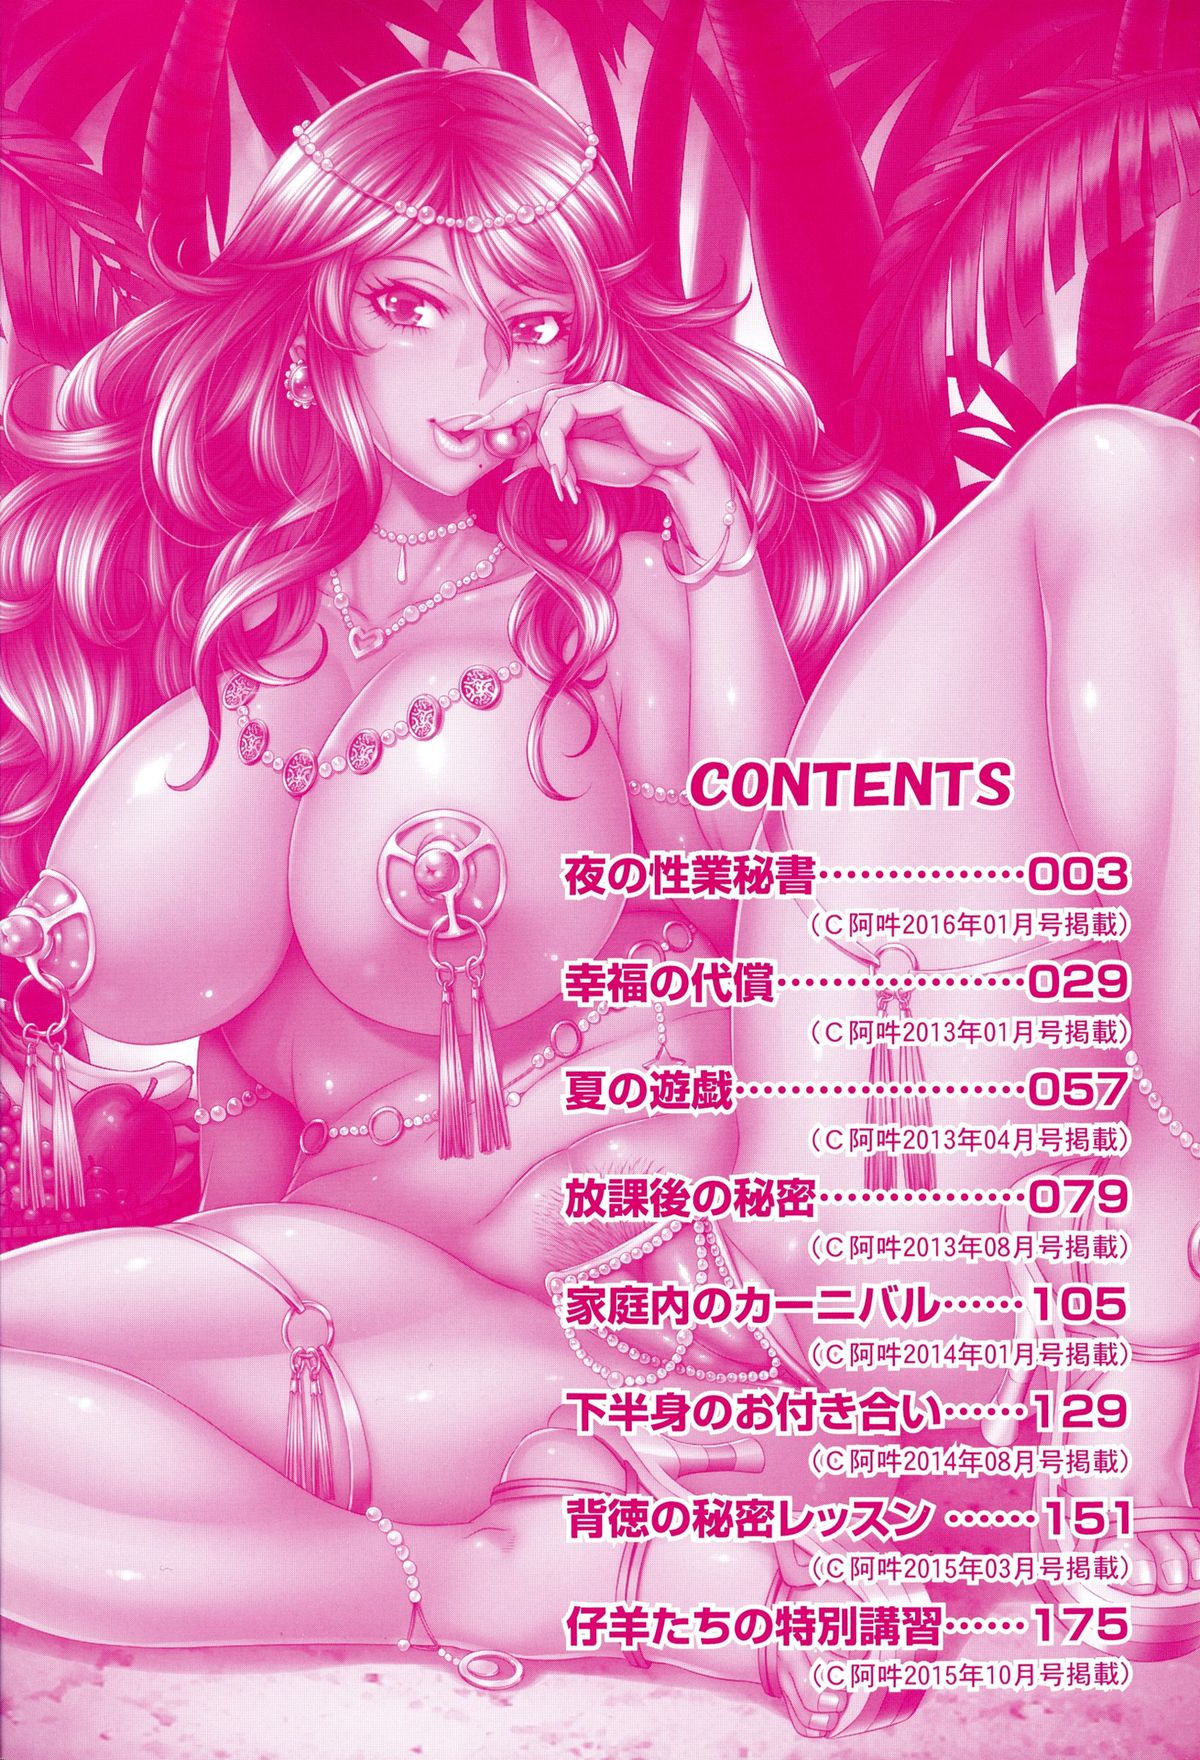 CONTENTS
夜の性業秘書……………003
（C阿吽2016年01月号掲載）
幸福の代償………………029
（C阿吽2013年01月号掲載）
夏の遊戯…………………057
（C阿吽2013年04月号掲載）
放課後の秘密……………079
（C阿吽2013年08月号掲載）
家庭内のカーニバル……105
（C阿吽2014年01月号掲載）
下半身のお付き合い……129
（C阿吽2014年08月号掲載）
背徳の秘密レッスン ……151
（C阿吽2015年03月号掲載）
仔羊たちの特別講習……175
（C阿吽2015年10月号掲載）